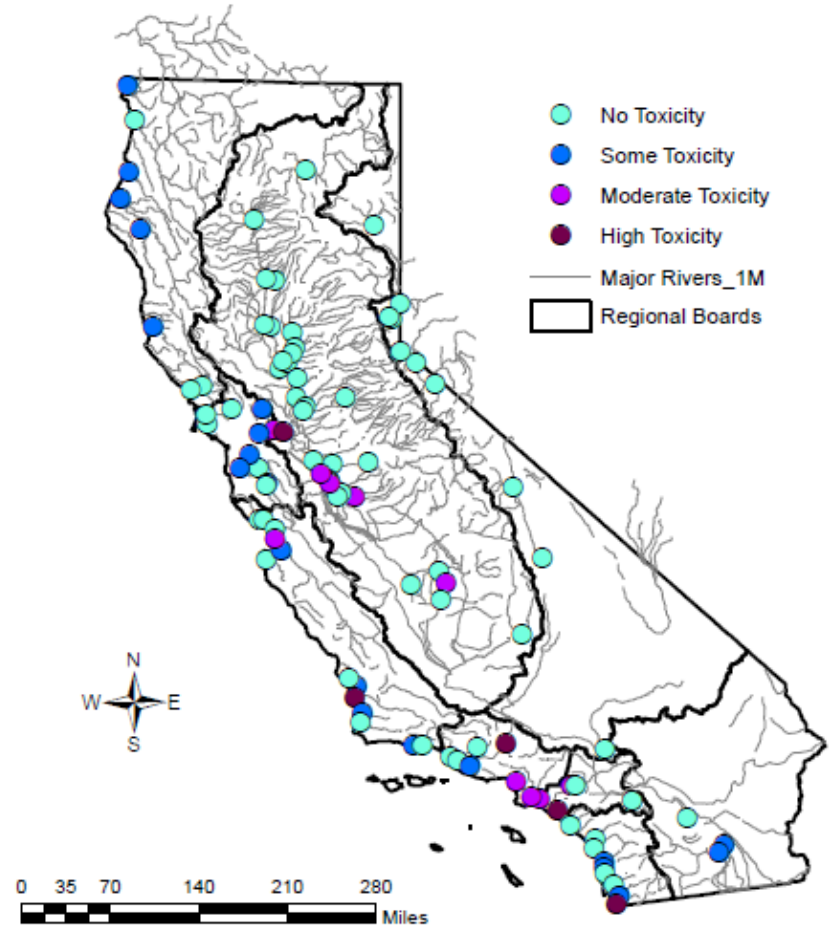 No Toxicity
Some Toxicity
Moderate Toxicity
High Toxicity
Major Rivers_1M
Regional Boards
N
W E
S
0 35 70 140 210 280
Miles